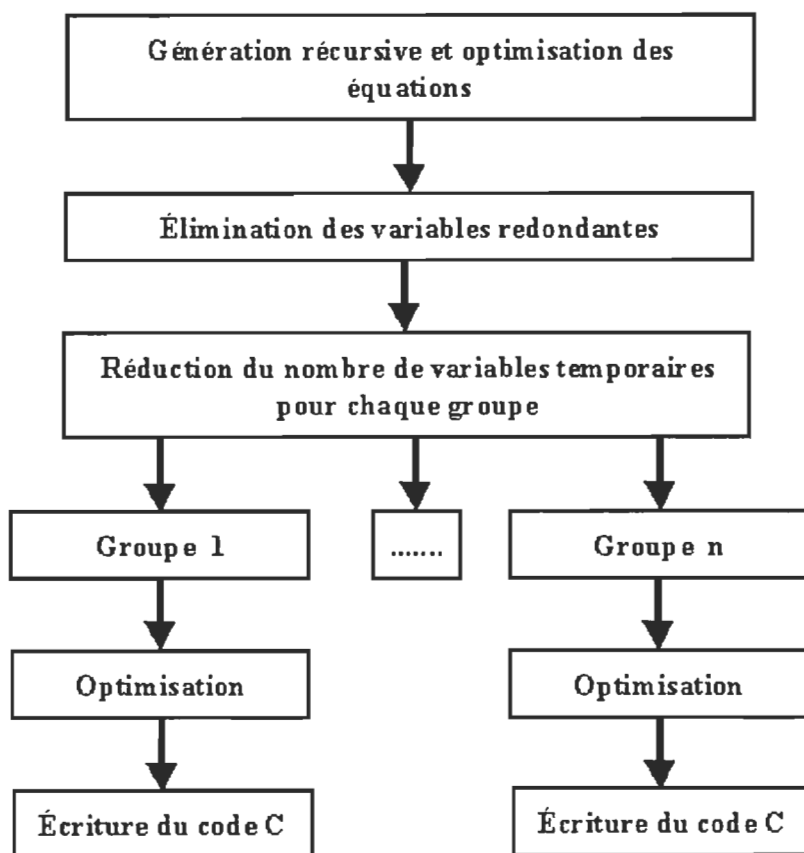 Génération récursive et optimisation des
équations
Élimination des variables redondantes
Réduction du nombre de variables temporaires
pour chaque groupe
Groupe 1
.......
Groupe n
Optimisation
Optimisation
Écriture du code C
Écriture du code C